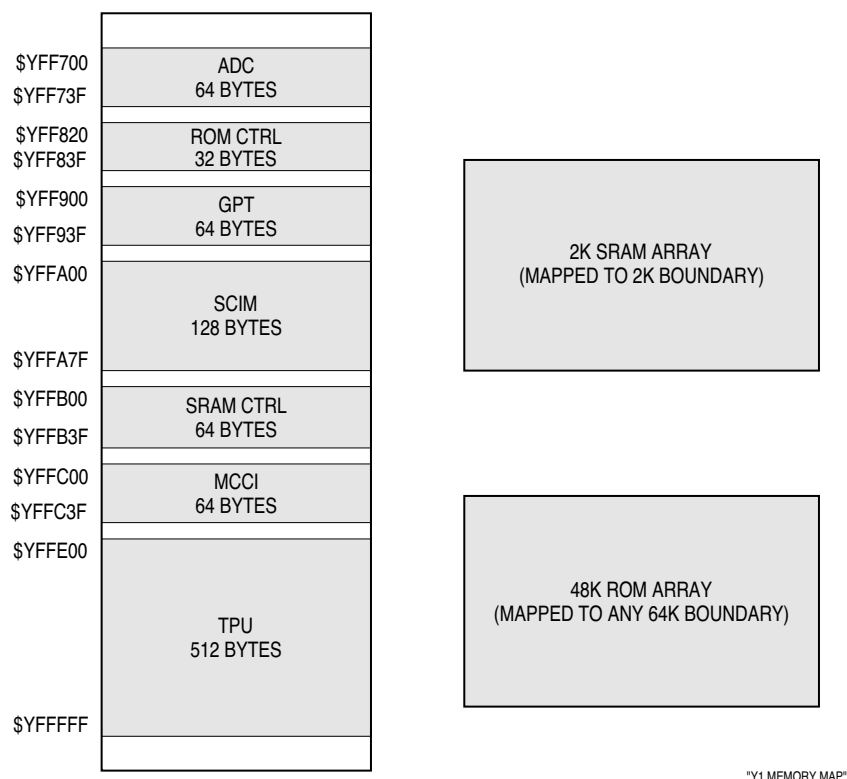 $YFF700
ADC
64 BYTES
$YFF73F
$YFF820
ROM CTRL
32 BYTES
$YFF83F
$YFF900
GPT
64 BYTES
$YFF93F
$YFFA00
SCIM
128 BYTES
$YFFA7F
$YFFB00
SRAM CTRL
64 BYTES
$YFFB3F
$YFFC00
MCCI
64 BYTES
$YFFC3F
$YFFE00
TPU
512 BYTES
$YFFFFF
2K SRAM ARRAY
(MAPPED TO 2K BOUNDARY)
48K ROM ARRAY
(MAPPED TO ANY 64K BOUNDARY)
"Y1 MEMORY MAP"